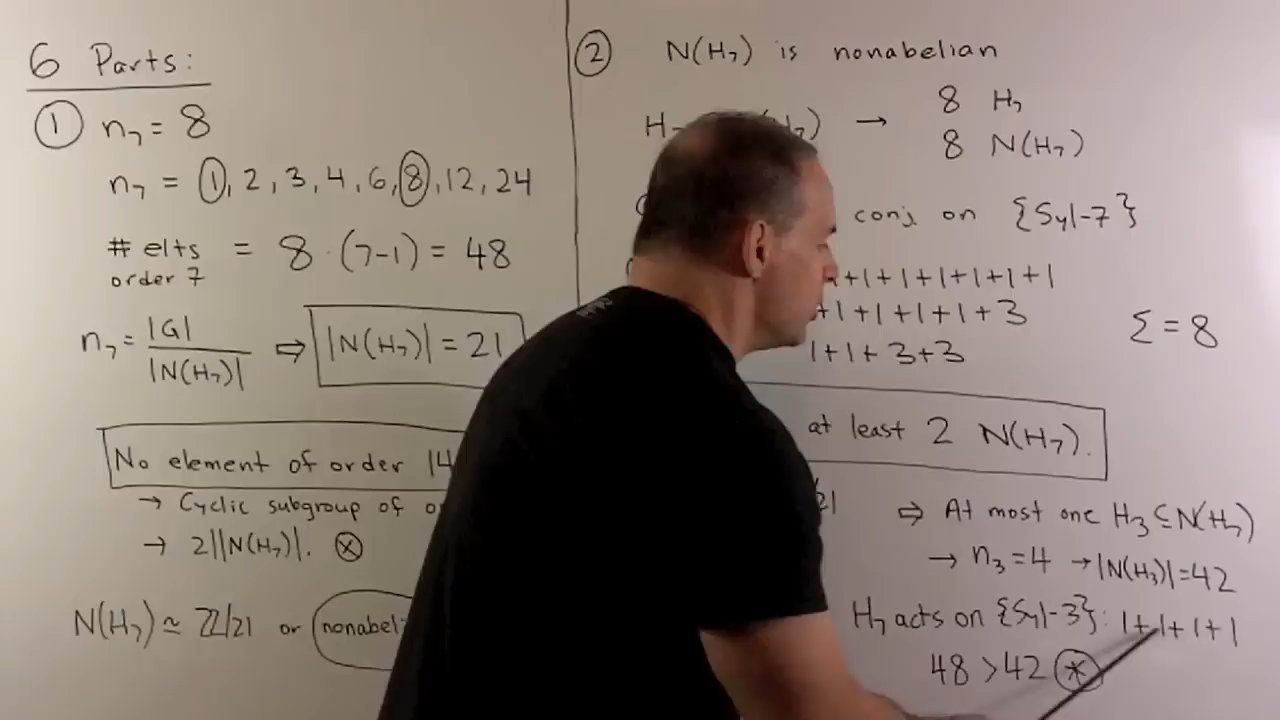 6 Parts:
① n₇ = 8
n₇ = ①, 2, 3, 4, 6, ⑧, 12, 24
# elts order 7 = 8 · (7-1) = 48
n₇ = |G| / |N(H₇)| ⇨ |N(H₇)| = 21
No element of order 14
→ Cyclic subgroup of
→ 2||N(H₇)|. ⊗
N(H₇) ≃ ℤ/21 or nonabel
② N(H₇) is nonabelian
H → 8 H₇
8 N(H₇)
conj on {Syl-7}
+1+1+1+1+1+1
+1+1+1+1+3
1+1+3+3
Σ = 8
at least 2 N(H₇).
21 ⇨ At most one H₃ ⊆ N(H₇)
→ n₃ = 4 → |N(H₃)| = 42
H₇ acts on {Syl-3}: 1+1+1+1
48 > 42 ⊛